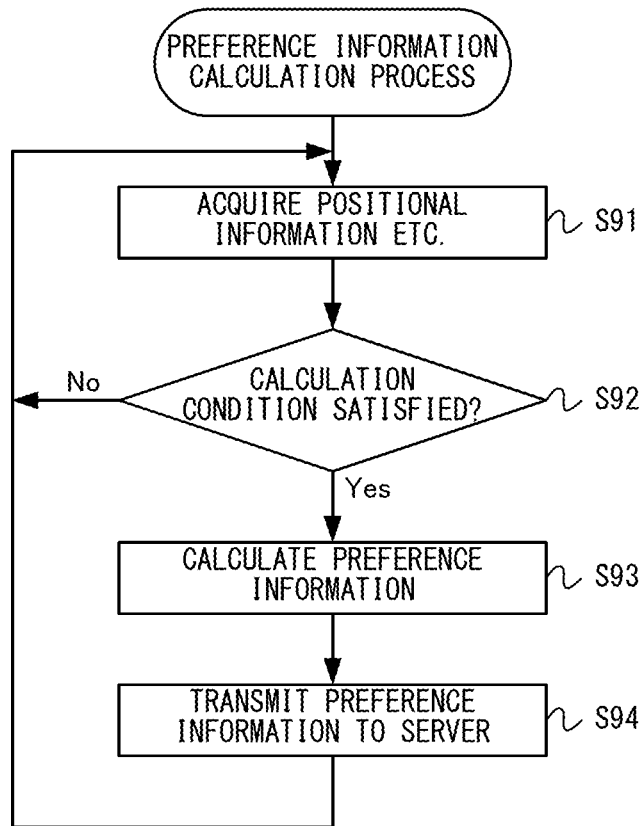 PREFERENCE INFORMATION
CALCULATION PROCESS
ACQUIRE POSITIONAL
INFORMATION ETC.
S91
No
CALCULATION
CONDITION SATISFIED?
S92
Yes
CALCULATE PREFERENCE
INFORMATION
S93
TRANSMIT PREFERENCE
INFORMATION TO SERVER
S94